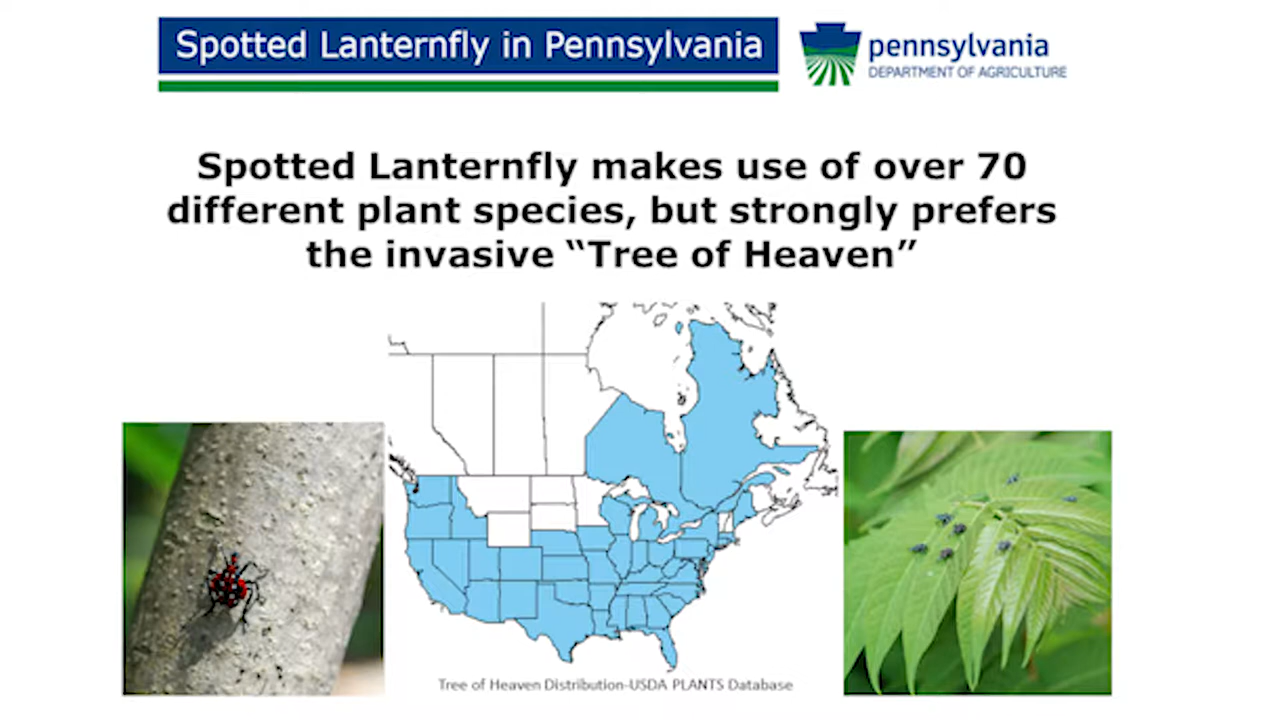 Spotted Lanternfly in Pennsylvania
pennsylvania
DEPARTMENT OF AGRICULTURE
Spotted Lanternfly makes use of over 70
different plant species, but strongly prefers
the invasive “Tree of Heaven”
Tree of Heaven Distribution-USDA PLANTS Database